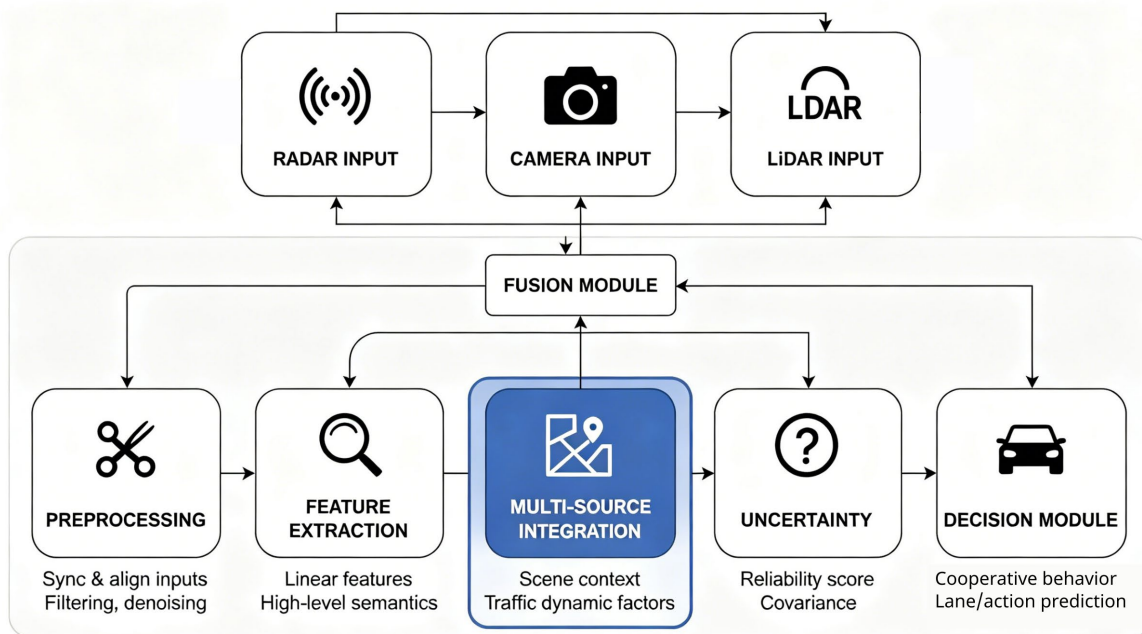 LDAR
RADAR INPUT
CAMERA INPUT
LiDAR INPUT
FUSION MODULE
?
PREPROCESSING
FEATURE
EXTRACTION
MULTI-SOURCE
INTEGRATION
UNCERTAINTY
DECISION MODULE
Sync & align inputs
Filtering, denoising
Linear features
High-level semantics
Scene context
Traffic dynamic factors
Reliability score
Covariance
Cooperative behavior
Lane/action prediction